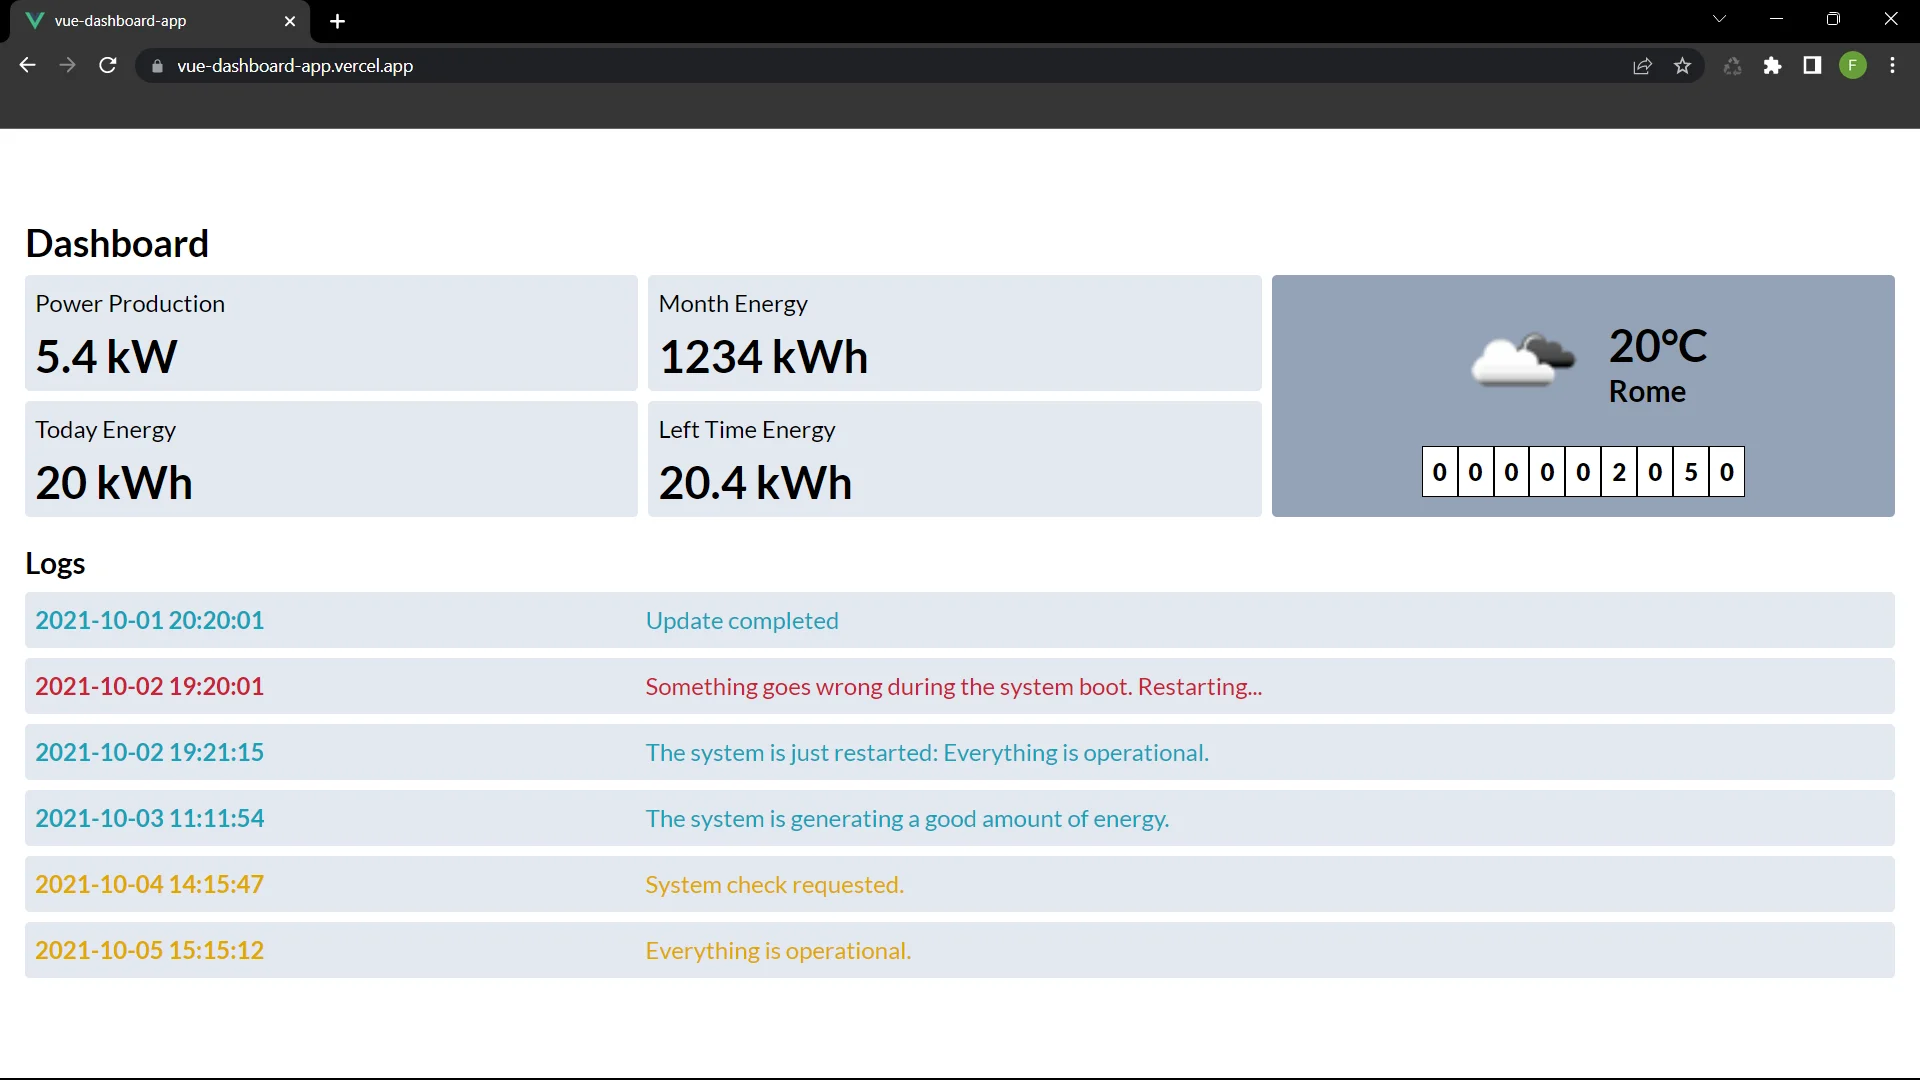 vue-dashboard-app
vue-dashboard-app.vercel.app
F
Dashboard
Power Production
5.4 kW
Month Energy
1234 kWh
20°C
Rome
Today Energy
20 kWh
Left Time Energy
20.4 kWh
0 0 0 0 0 2 0 5 0
Logs
2021-10-01 20:20:01 Update completed
2021-10-02 19:20:01 Something goes wrong during the system boot. Restarting...
2021-10-02 19:21:15 The system is just restarted: Everything is operational.
2021-10-03 11:11:54 The system is generating a good amount of energy.
2021-10-04 14:15:47 System check requested.
2021-10-05 15:15:12 Everything is operational.